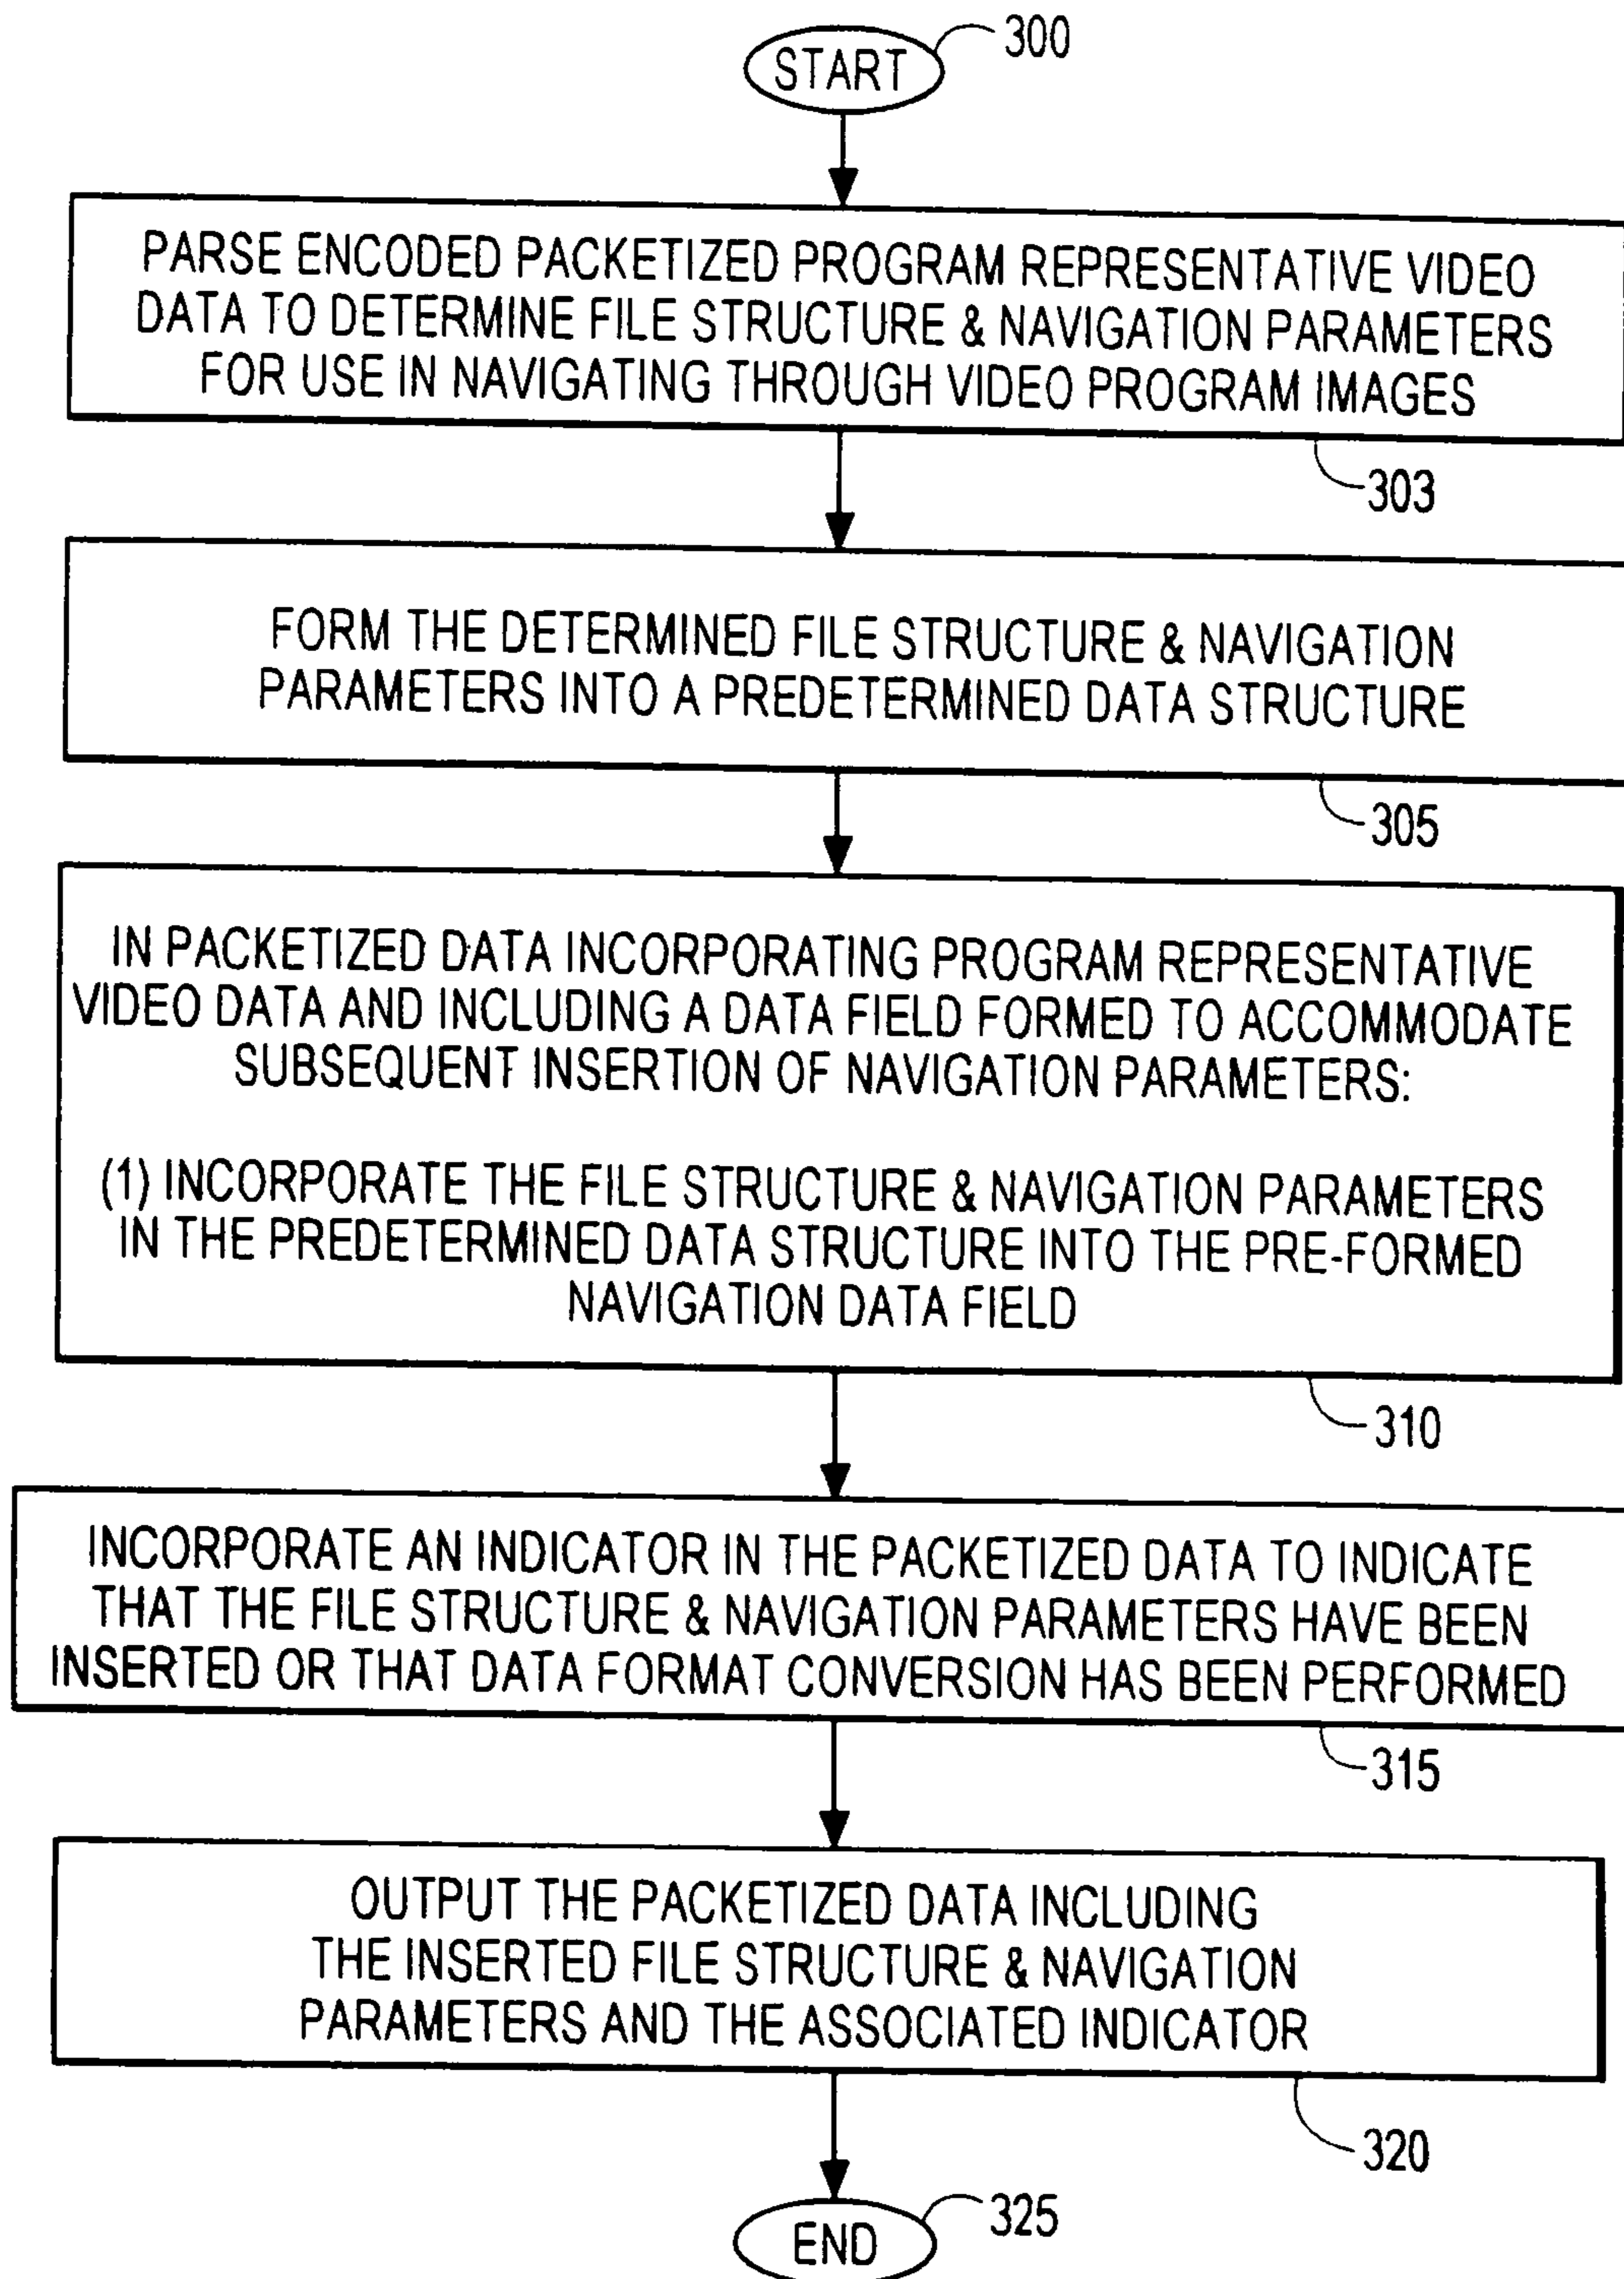 START
300
PARSE ENCODED PACKETIZED PROGRAM REPRESENTATIVE VIDEO
DATA TO DETERMINE FILE STRUCTURE & NAVIGATION PARAMETERS
FOR USE IN NAVIGATING THROUGH VIDEO PROGRAM IMAGES
303
FORM THE DETERMINED FILE STRUCTURE & NAVIGATION
PARAMETERS INTO A PREDETERMINED DATA STRUCTURE
305
IN PACKETIZED DATA INCORPORATING PROGRAM REPRESENTATIVE
VIDEO DATA AND INCLUDING A DATA FIELD FORMED TO ACCOMMODATE
SUBSEQUENT INSERTION OF NAVIGATION PARAMETERS:
(1) INCORPORATE THE FILE STRUCTURE & NAVIGATION PARAMETERS
IN THE PREDETERMINED DATA STRUCTURE INTO THE PRE-FORMED
NAVIGATION DATA FIELD
310
INCORPORATE AN INDICATOR IN THE PACKETIZED DATA TO INDICATE
THAT THE FILE STRUCTURE & NAVIGATION PARAMETERS HAVE BEEN
INSERTED OR THAT DATA FORMAT CONVERSION HAS BEEN PERFORMED
315
OUTPUT THE PACKETIZED DATA INCLUDING
THE INSERTED FILE STRUCTURE & NAVIGATION
PARAMETERS AND THE ASSOCIATED INDICATOR
320
END
325